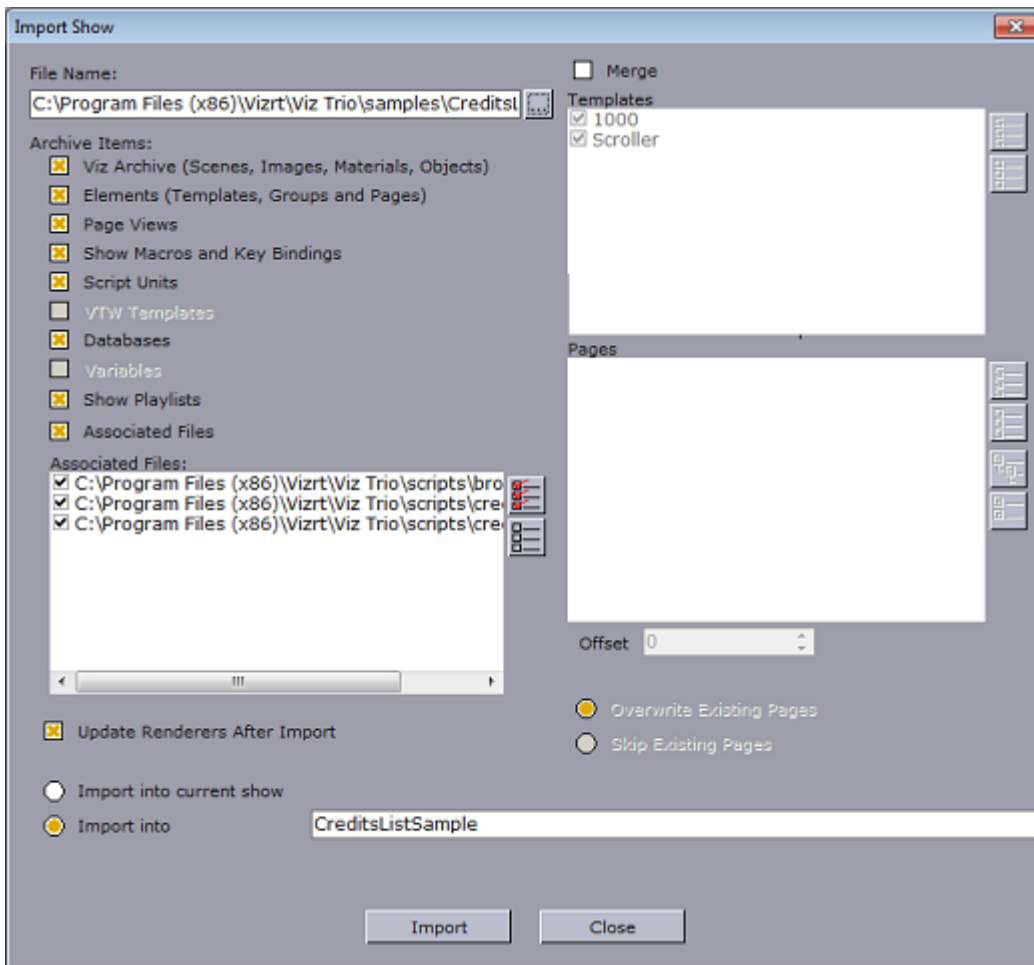 Import Show
File Name:
C:\Program Files (x86)\Vizrt\Viz Trio\samples\CreditsL
Archive Items:
Viz Archive (Scenes, Images, Materials, Objects)
Elements (Templates, Groups and Pages)
Page Views
Show Macros and Key Bindings
Script Units
VTW Templates
Databases
Variables
Show Playlists
Associated Files
Associated Files:
C:\Program Files (x86)\Vizrt\Viz Trio\scripts\bro
C:\Program Files (x86)\Vizrt\Viz Trio\scripts\cre
C:\Program Files (x86)\Vizrt\Viz Trio\scripts\cre
Update Renderers After Import
Import into current show
Import into
CreditsListSample
Merge
Templates
1000
Scroller
Pages
Offset
0
Overwrite Existing Pages
Skip Existing Pages
Import
Close